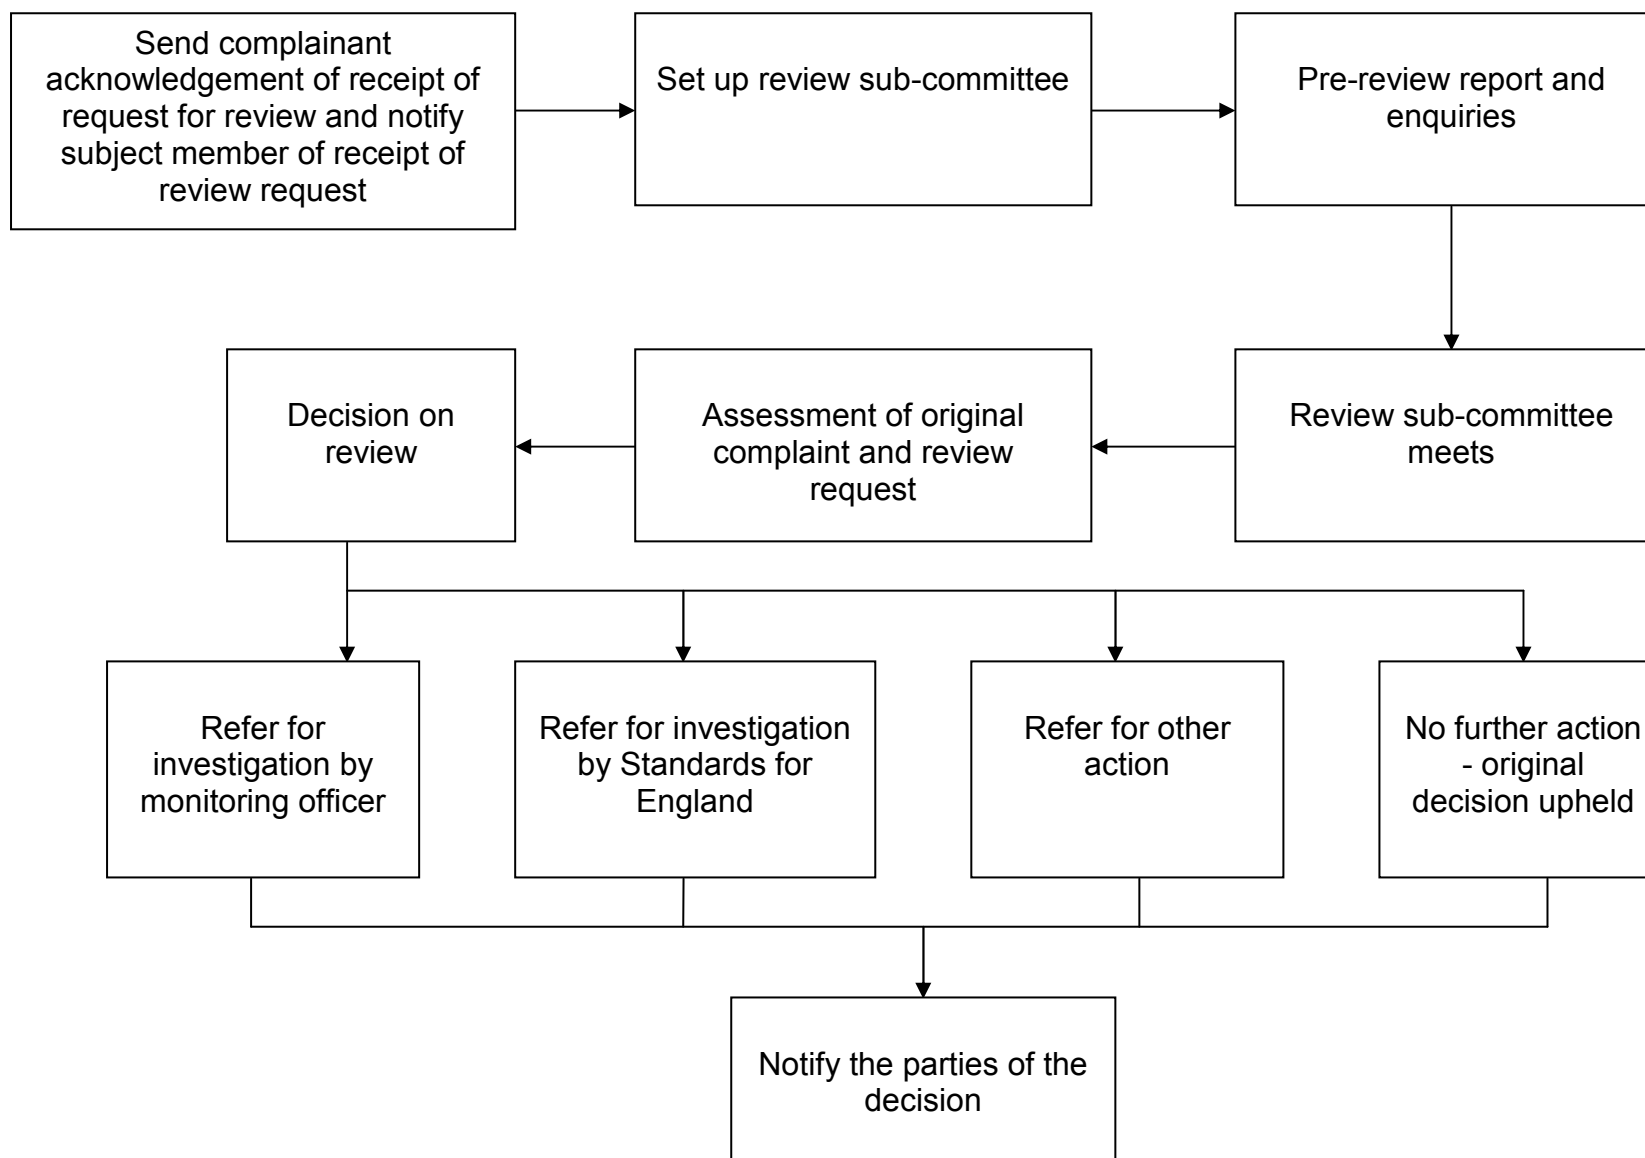 Send complainant
acknowledgement of receipt of
request for review and notify
subject member of receipt of
review request
Set up review sub-committee
Pre-review report and
enquiries
Review sub-committee
meets
Assessment of original
complaint and review
request
Decision on
review
Refer for
investigation by
monitoring officer
Refer for investigation
by Standards for
England
Refer for other
action
No further action
- original
decision upheld
Notify the parties of the
decision